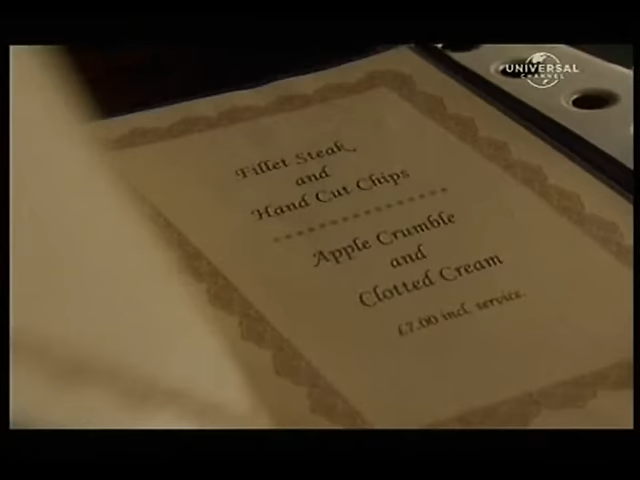 UNIVERSAL
CHANNEL
Fillet Steak
and
Hand Cut Chips
****************
Apple Crumble
and
Clotted Cream
£7.00 incl. service.